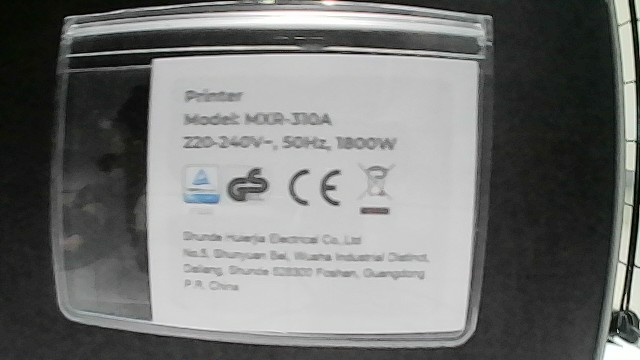 Printer
Model: MXR-310A
220-240V~, 50Hz, 1800W
GS
CE
Shunde Huanjia Electrical Co., Ltd
No.5, Shunyuan Bei, Wusha Industrial District,
Daliang, Shunde 528300 Foshan, Guangdong
P.R. China